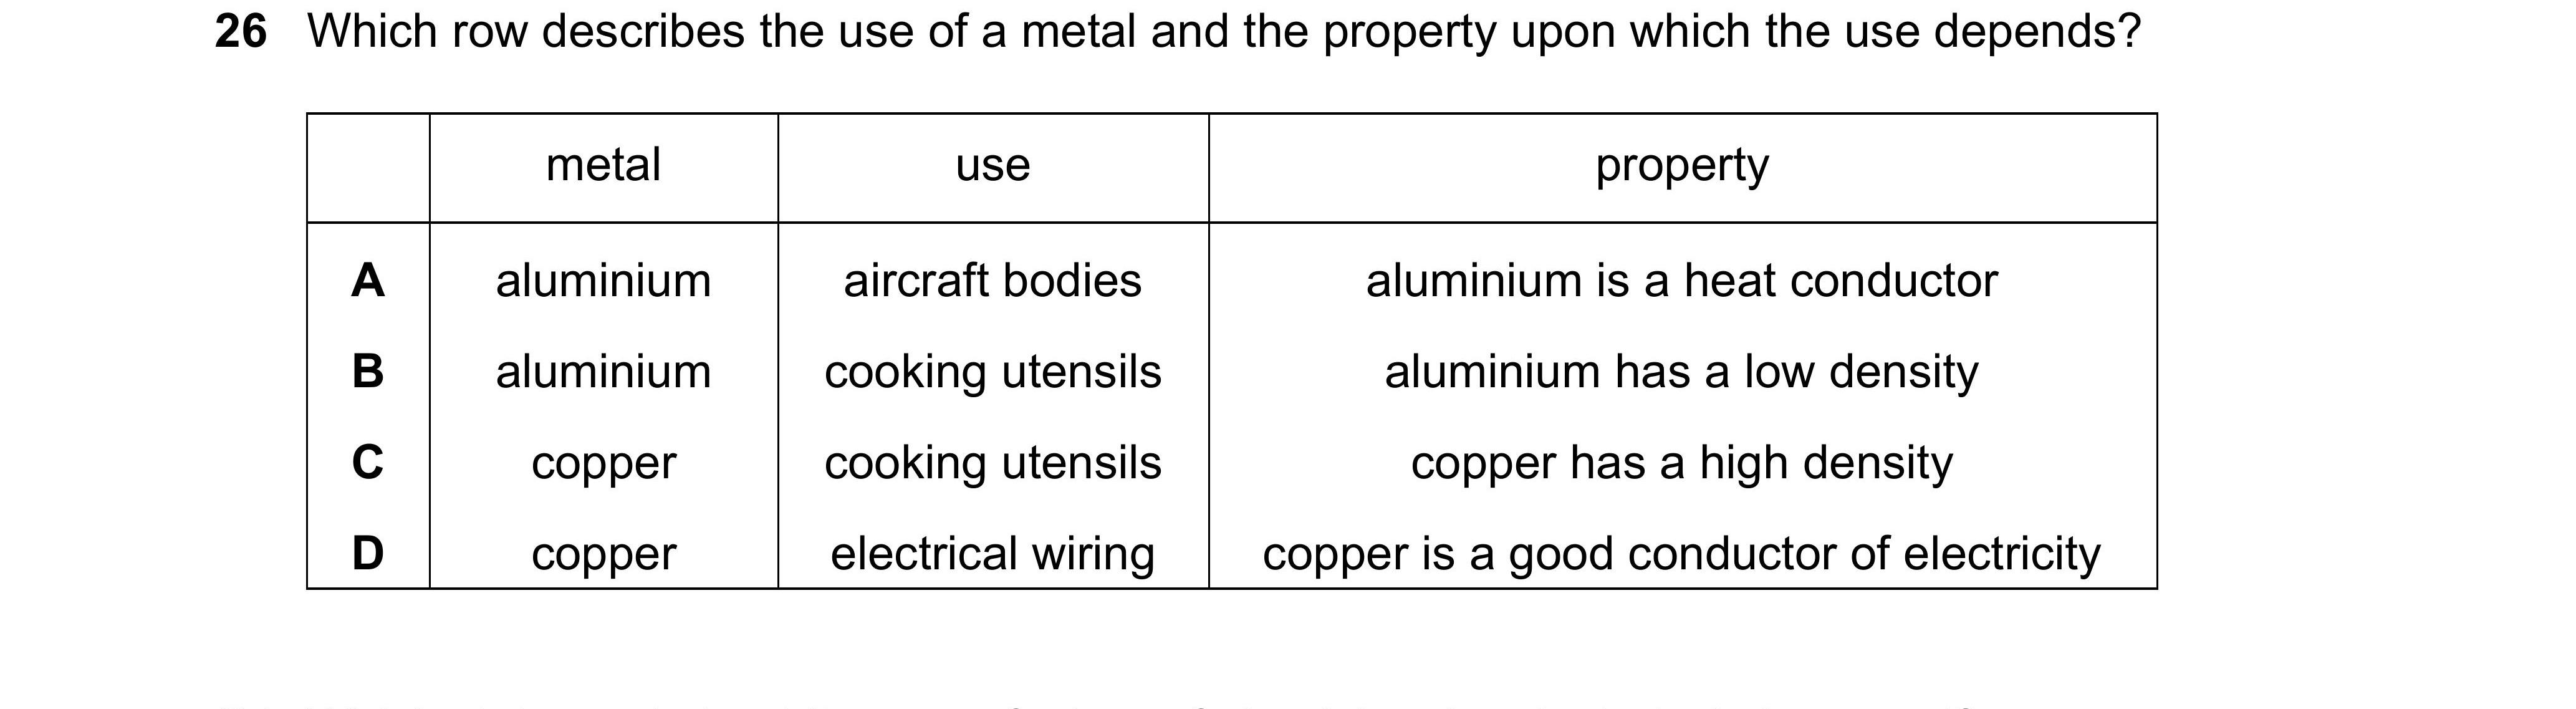 26 Which row describes the use of a metal and the property upon which the use depends?
metal use property
A aluminium aircraft bodies aluminium is a heat conductor
B aluminium cooking utensils aluminium has a low density
C copper cooking utensils copper has a high density
D copper electrical wiring copper is a good conductor of electricity